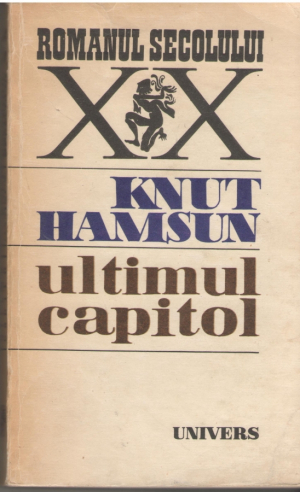 ROMANUL SECOLULUI
XX
KNUT
HAMSUN
ultimul
capitol
UNIVERS